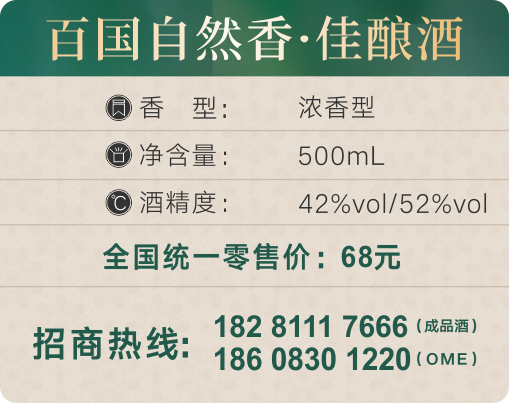 百国自然香·佳酿酒
香 型: 浓香型
净含量: 500mL
℃ 酒精度: 42%vol/52%vol
全国统一零售价: 68元
招商热线: 182 8111 7666 (成品酒)
186 0830 1220 (OME)